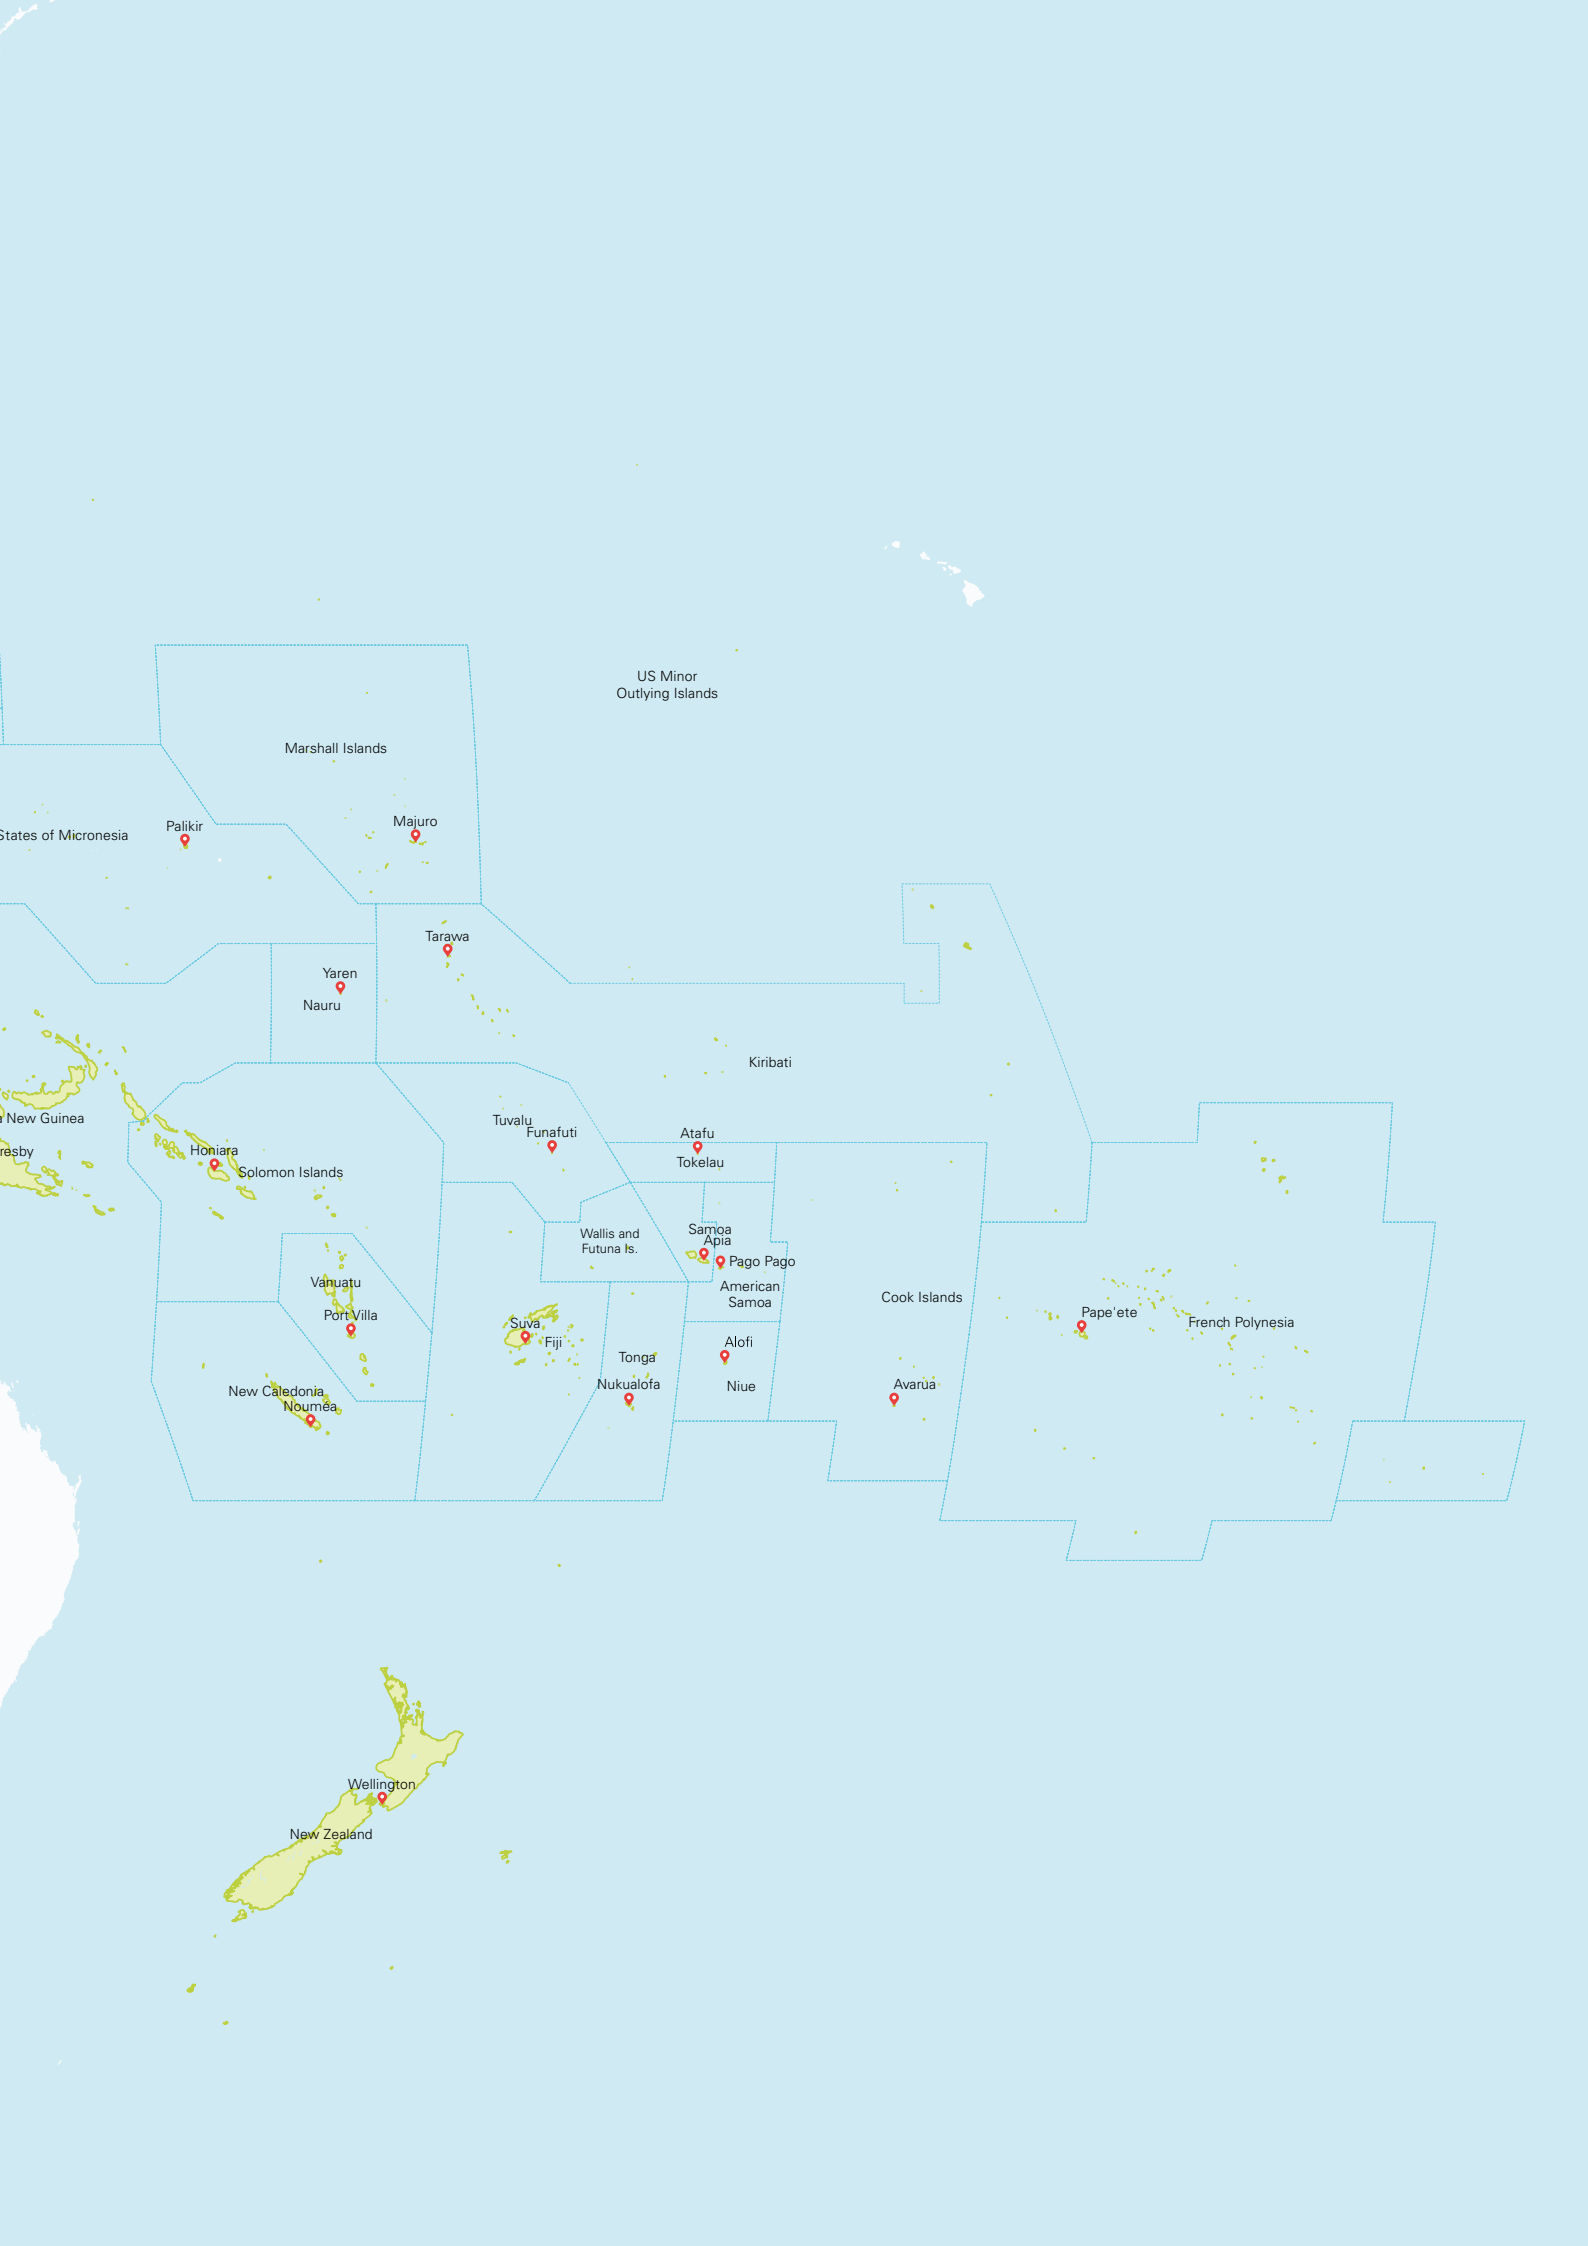 US Minor
Outlying Islands
Marshall Islands
Majuro
Palikir
States of Micronesia
Tarawa
Yaren
Nauru
Kiribati
New Guinea
Tuvalu
Funafuti
Atafu
Tokelau
resby
Honiara
Solomon Islands
Wallis and
Futuna Is.
Samoa
Apia
Pago Pago
American
Samoa
Vanuatu
Port Villa
Cook Islands
Pape'ete
French Polynesia
Suva
Fiji
Alofi
Tonga
Niue
Nukualofa
Avarua
New Caledonia
Noumea
Wellington
New Zealand